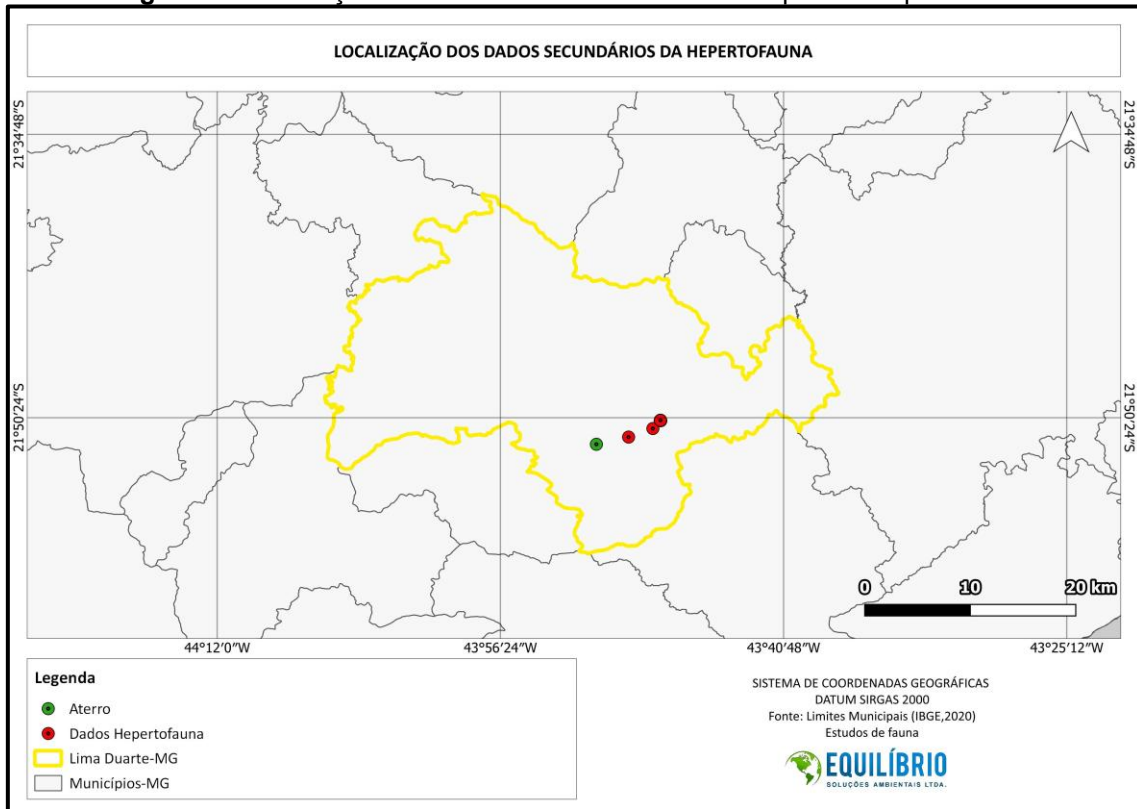 LOCALIZAÇÃO DOS DADOS SECUNDÁRIOS DA HEPERTOFAUNA
21°34'48"S
21°34'48"S
21°50'24"S
21°50'24"S
0 10 20 km
44°12'0"W 43°56'24"W 43°40'48"W 43°25'12"W
Legenda
Aterro
Dados Hepertofauna
Lima Duarte-MG
Municípios-MG
SISTEMA DE COORDENADAS GEOGRÁFICAS
DATUM SIRGAS 2000
Fonte: Limites Municipais (IBGE,2020)
Estudos de fauna
EQUILÍBRIO
SOLUÇÕES AMBIENTAIS LTDA.